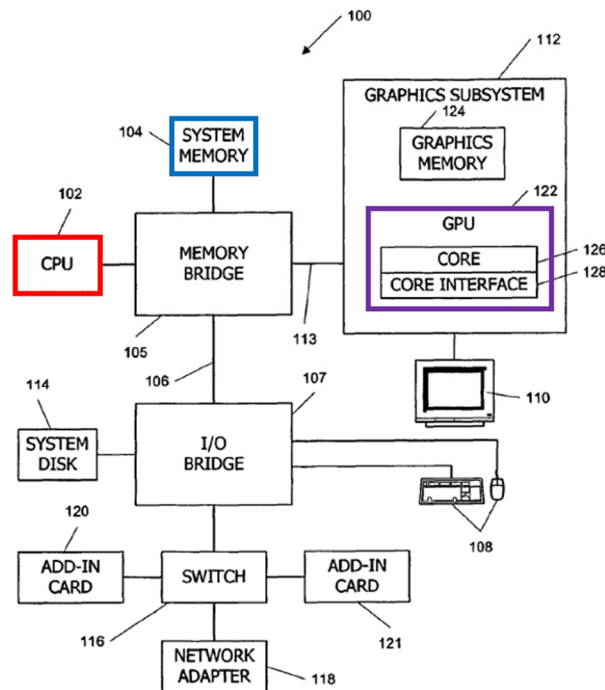 100
112
GRAPHICS SUBSYSTEM
124
GRAPHICS
MEMORY
104
SYSTEM
MEMORY
122
GPU
CORE
126
CORE INTERFACE
128
102
CPU
MEMORY
BRIDGE
113
105
106
107
110
114
SYSTEM
DISK
I/O
BRIDGE
108
120
ADD-IN
CARD
SWITCH
ADD-IN
CARD
116
121
NETWORK
ADAPTER
118